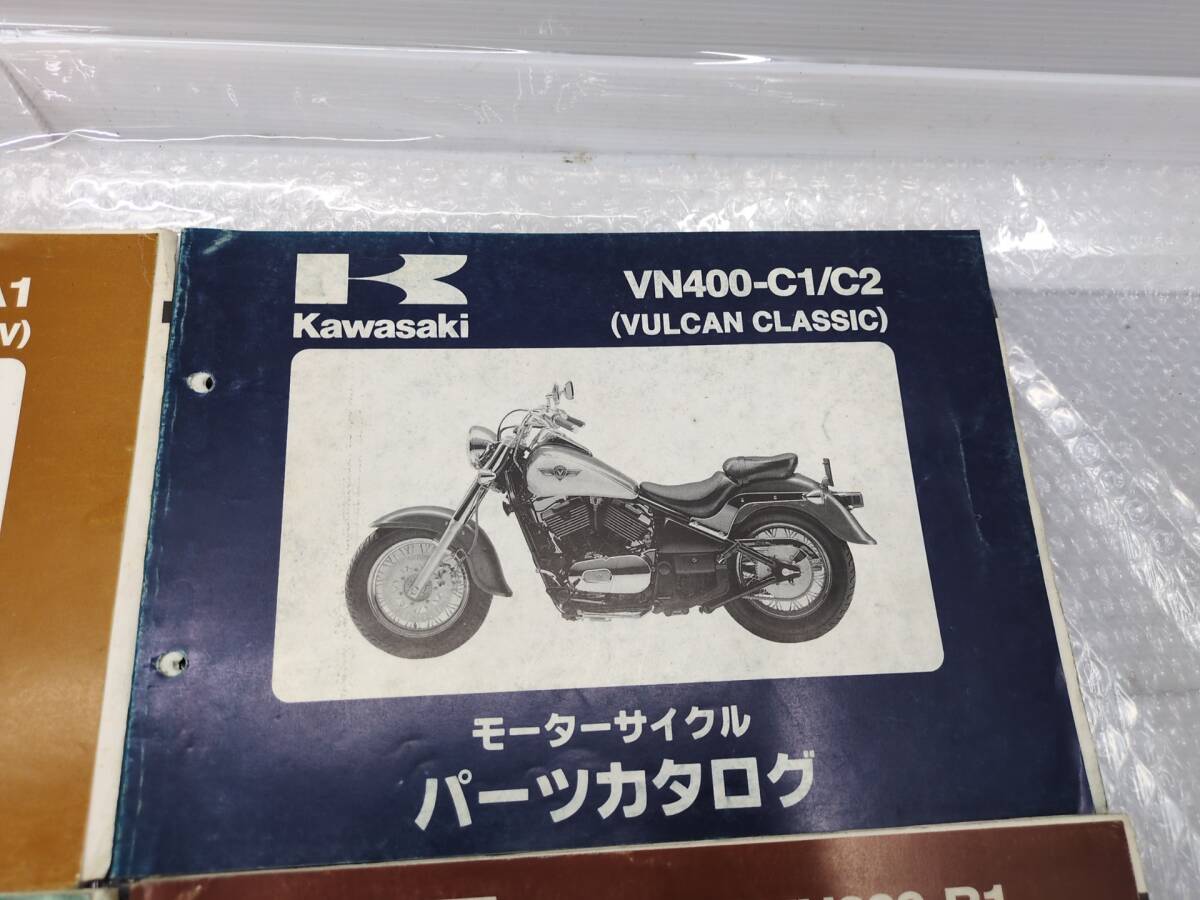 A1
V)
Kawasaki
VN400-C1/C2
(VULCAN CLASSIC)
モーターサイクル
パーツカタログ
-B1